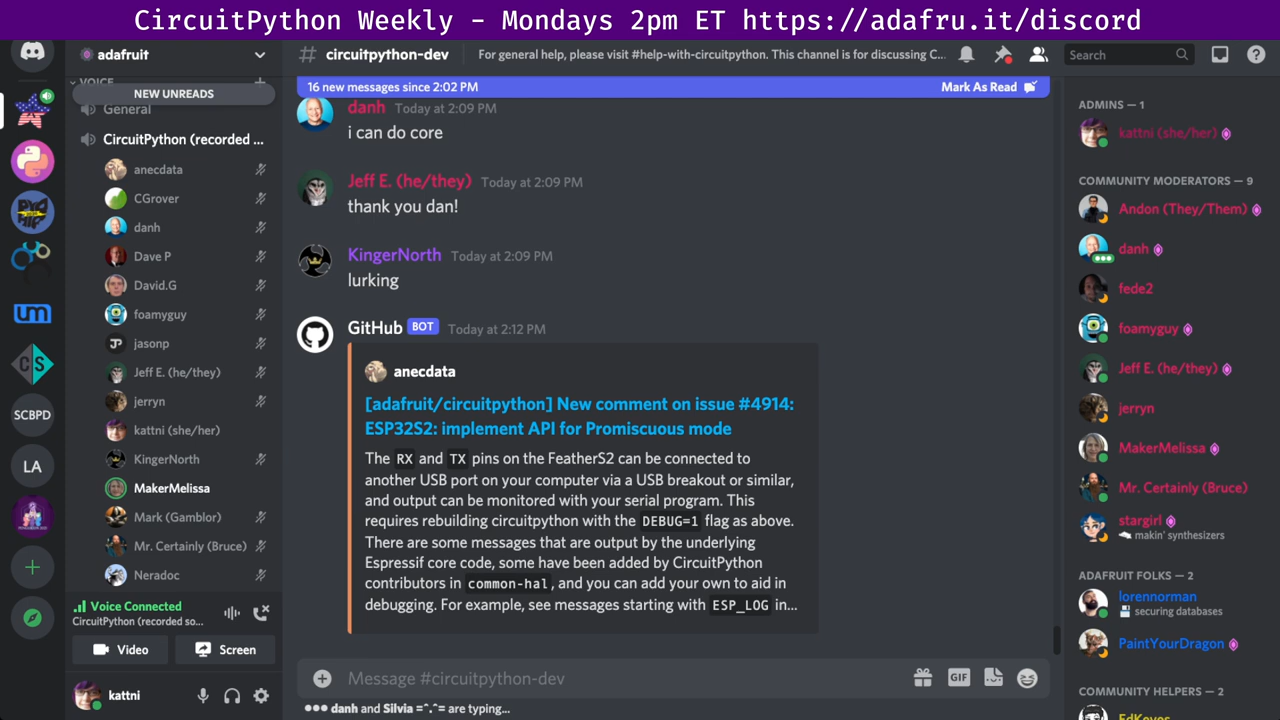 CircuitPython Weekly - Mondays 2pm ET https://adafru.it/discord
adafruit
VOICE
NEW UNREADS
General
CircuitPython (recorded ...
anecdata
CGrover
danh
Dave P
David.G
foamyguy
jasonp
Jeff E. (he/they)
jerryn
kattni (she/her)
KingerNorth
MakerMelissa
Mark (Gamblor)
Mr. Certainly (Bruce)
Neradoc
Voice Connected
CircuitPython (recorded so...
Video
Screen
kattni
UM
CS
SCBPD
LA
# circuitpython-dev
For general help, please visit #help-with-circuitpython. This channel is for discussing C...
Search
16 new messages since 2:02 PM
Mark As Read
danh Today at 2:09 PM
i can do core
Jeff E. (he/they) Today at 2:09 PM
thank you dan!
KingerNorth Today at 2:09 PM
lurking
GitHub BOT Today at 2:12 PM
anecdata
[adafruit/circuitpython] New comment on issue #4914:
ESP32S2: implement API for Promiscuous mode
The RX and TX pins on the FeatherS2 can be connected to
another USB port on your computer via a USB breakout or similar,
and output can be monitored with your serial program. This
requires rebuilding circuitpython with the DEBUG=1 flag as above.
There are some messages that are output by the underlying
Espressif core code, some have been added by CircuitPython
contributors in common-hal, and you can add your own to aid in
debugging. For example, see messages starting with ESP_LOG in...
Message #circuitpython-dev
GIF
danh and Silvia =^.^= are typing...
ADMINS — 1
kattni (she/her)
COMMUNITY MODERATORS — 9
Andon (They/Them)
danh
fede2
foamyguy
Jeff E. (he/they)
jerryn
MakerMelissa
Mr. Certainly (Bruce)
stargirl
makin' synthesizers
ADAFRUIT FOLKS — 2
lorennorman
securing databases
PaintYourDragon
COMMUNITY HELPERS — 2
EdKeyes